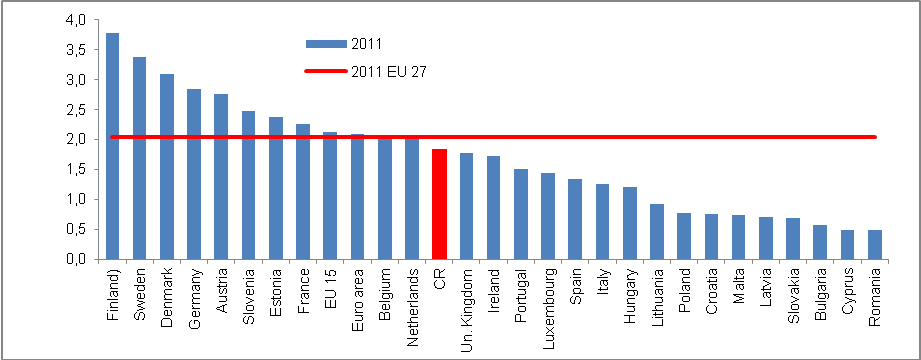 4,0
3,5
3,0
2,5
2,0
1,5
1,0
0,5
0,0
2011
2011 EU 27
Finland)
Sweden
Denmark
Germany
Austria
Slovenia
Estonia
France
EU 15
Euro area
Belgium
Netherlands
CR
Un. Kingdom
Ireland
Portugal
Luxembourg
Spain
Italy
Hungary
Lithuania
Poland
Croatia
Malta
Latvia
Slovakia
Bulgaria
Cyprus
Romania